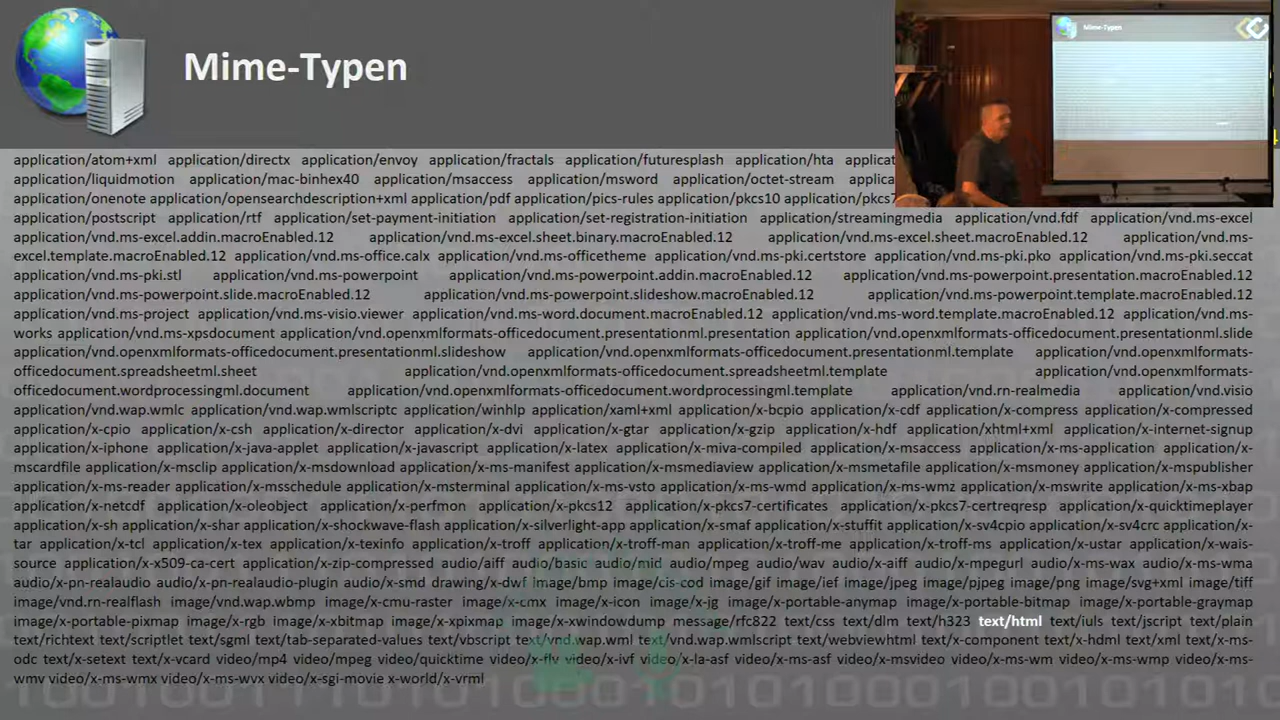 Mime-Typen
Mime-Typen
application/atom+xml application/directx application/envoy application/fractals application/futuresplash application/hta
application/liquidmotion application/mac-binhex40 application/msaccess application/msword application/octet-stream
application/onenote application/opensearchdescription+xml application/pdf application/pics-rules application/pkcs10
application/postscript application/rtf application/set-payment-initiation application/set-registration-initiation application/streamingmedia application/vnd.fdf application/vnd.ms-excel
application/vnd.ms-excel.addin.macroEnabled.12 application/vnd.ms-excel.sheet.binary.macroEnabled.12 application/vnd.ms-excel.sheet.macroEnabled.12 application/vnd.ms-
excel.template.macroEnabled.12 application/vnd.ms-office.calx application/vnd.ms-officetheme application/vnd.ms-pki.certstore application/vnd.ms-pki.pko application/vnd.ms-pki.seccat
application/vnd.ms-pki.stl application/vnd.ms-powerpoint application/vnd.ms-powerpoint.addin.macroEnabled.12 application/vnd.ms-powerpoint.presentation.macroEnabled.12
application/vnd.ms-powerpoint.slide.macroEnabled.12 application/vnd.ms-powerpoint.slideshow.macroEnabled.12 application/vnd.ms-powerpoint.template.macroEnabled.12
application/vnd.ms-project application/vnd.ms-visio.viewer application/vnd.ms-word.document.macroEnabled.12 application/vnd.ms-word.template.macroEnabled.12 application/vnd.ms-
works application/vnd.ms-xpsdocument application/vnd.openxmlformats-officedocument.presentationml.presentation application/vnd.openxmlformats-officedocument.presentationml.slide
application/vnd.openxmlformats-officedocument.presentationml.slideshow application/vnd.openxmlformats-officedocument.presentationml.template application/vnd.openxmlformats-
officedocument.spreadsheetml.sheet application/vnd.openxmlformats-officedocument.spreadsheetml.template application/vnd.openxmlformats-
officedocument.wordprocessingml.document application/vnd.openxmlformats-officedocument.wordprocessingml.template application/vnd.rn-realmedia application/vnd.visio
application/vnd.wap.wmlc application/vnd.wap.wmlscriptc application/winhlp application/xaml+xml application/x-bcpio application/x-cdf application/x-compress application/x-compressed
application/x-cpio application/x-csh application/x-director application/x-dvi application/x-gtar application/x-gzip application/x-hdf application/xhtml+xml application/x-internet-signup
application/x-iphone application/x-java-applet application/x-javascript application/x-latex application/x-miva-compiled application/x-msaccess application/x-ms-application application/x-
mscardfile application/x-msclip application/x-msdownload application/x-ms-manifest application/x-msmediaview application/x-msmetafile application/x-msmoney application/x-mspublisher
application/x-ms-reader application/x-msschedule application/x-msterminal application/x-ms-vsto application/x-ms-wmd application/x-ms-wmz application/x-mswrite application/x-ms-xbap
application/x-netcdf application/x-oleobject application/x-perfmon application/x-pkcs12 application/x-pkcs7-certificates application/x-pkcs7-certreqresp application/x-quicktimeplayer
application/x-sh application/x-shar application/x-shockwave-flash application/x-silverlight-app application/x-smaf application/x-stuffit application/x-sv4cpio application/x-sv4crc application/x-
tar application/x-tcl application/x-tex application/x-texinfo application/x-troff application/x-troff-man application/x-troff-me application/x-troff-ms application/x-ustar application/x-wais-
source application/x-x509-ca-cert application/x-zip-compressed audio/aiff audio/basic audio/mid audio/mpeg audio/wav audio/x-aiff audio/x-mpegurl audio/x-ms-wax audio/x-ms-wma
audio/x-pn-realaudio audio/x-pn-realaudio-plugin audio/x-smd drawing/x-dwf Image/bmp image/cis-cod image/gif image/ief image/jpeg image/pjpeg image/png image/svg+xml image/tiff
image/vnd.rn-realflash image/vnd.wap.wbmp image/x-cmu-raster image/x-cmx image/x-icon image/x-jg image/x-portable-anymap image/x-portable-bitmap image/x-portable-graymap
image/x-portable-pixmap image/x-rgb image/x-xbitmap image/x-xpixmap image/x-xwindowdump message/rfc822 text/css text/dlm text/h323 text/html text/iuls text/jscript text/plain
text/richtext text/scriptlet text/sgml text/tab-separated-values text/vbscript text/vnd.wap.wml text/vnd.wap.wmlscript text/webviewhtml text/x-component text/x-hdml text/xml text/x-ms-
odc text/x-setext text/x-vcard video/mp4 video/mpeg video/quicktime video/x-flv video/x-ivf video/x-la-asf video/x-ms-asf video/x-msvideo video/x-ms-wm video/x-ms-wmp video/x-ms-
wmv video/x-ms-wmx video/x-ms-wvx video/x-sgi-movie x-world/x-vrml